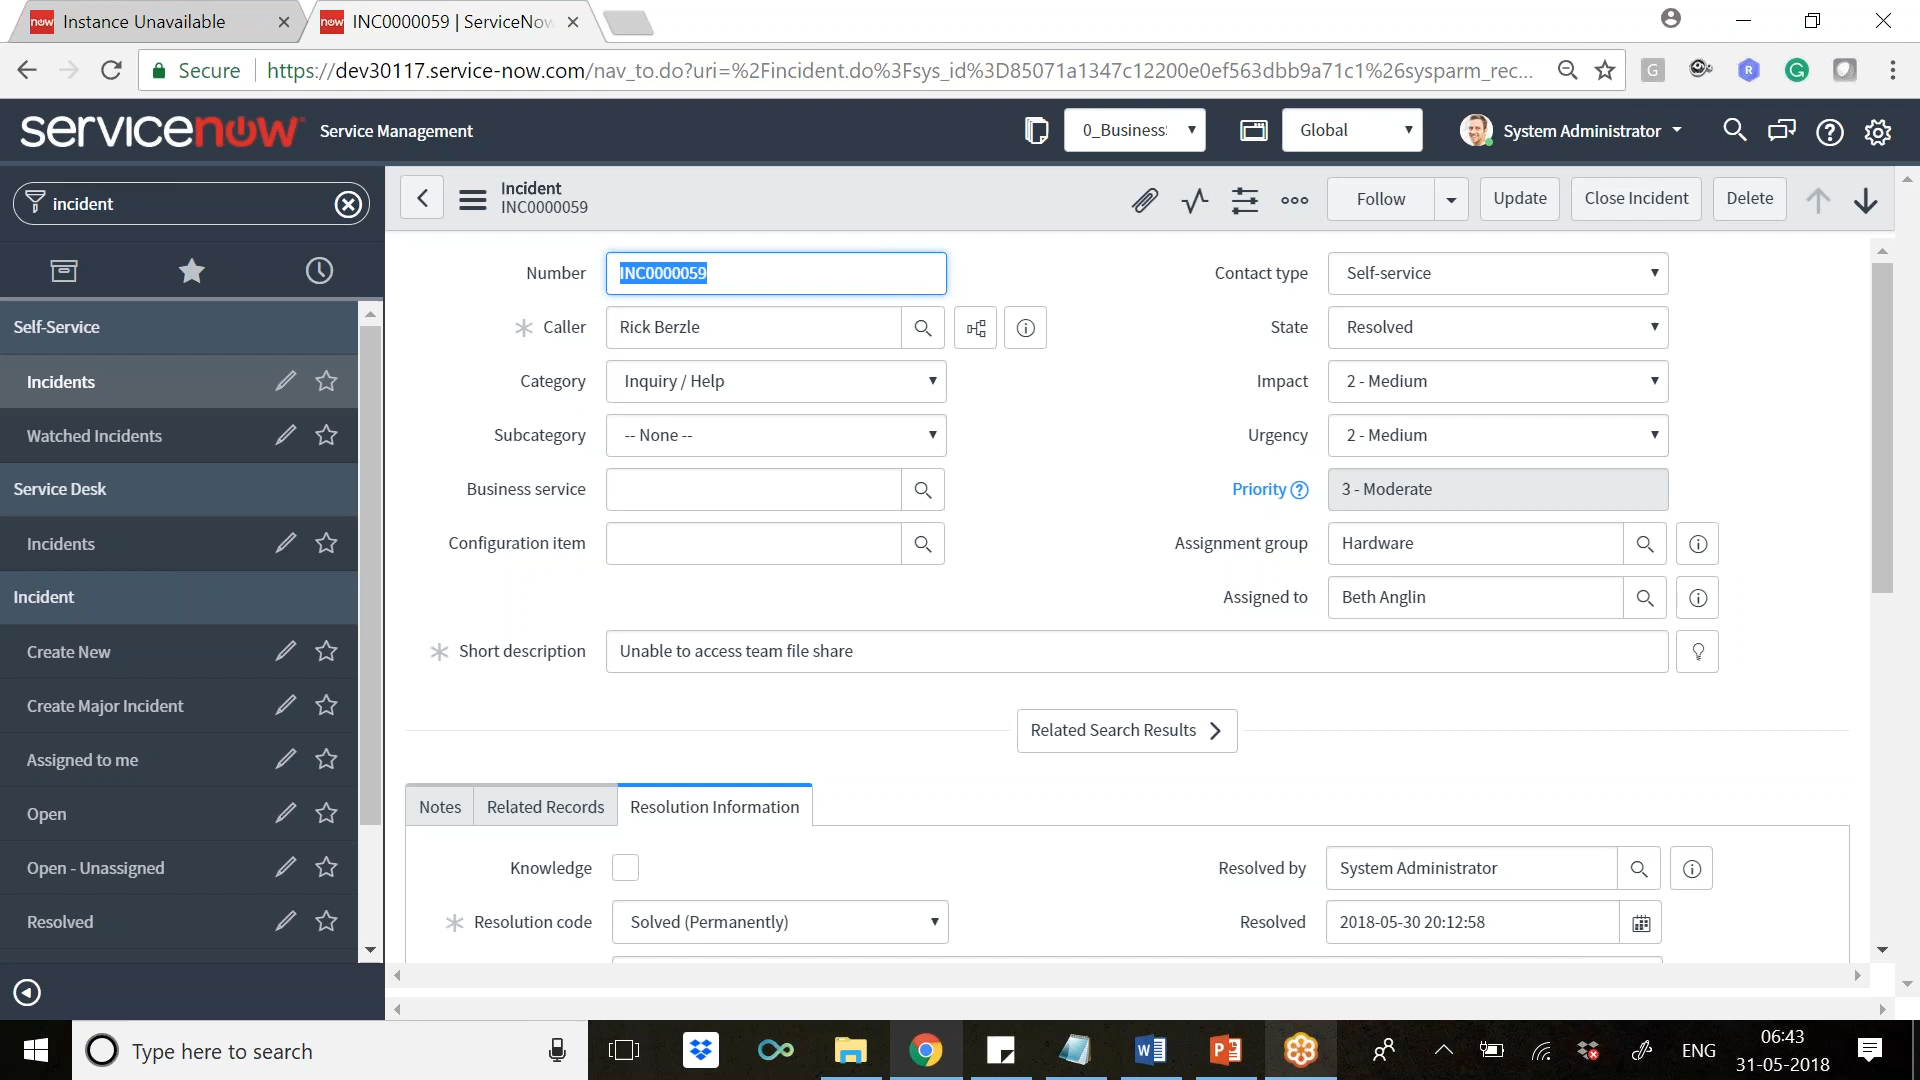 now Instance Unavailable
now INC0000059 | ServiceNow
Secure https://dev30117.service-now.com/nav_to.do?uri=%2Fincident.do%3Fsys_id%3D85071a1347c12200e0ef563dbb9a71c1%26sysparm_rec...
servicenow Service Management
0_Business
Global
System Administrator
incident
Incident
INC0000059
Follow
Update
Close Incident
Delete
Self-Service
Incidents
Watched Incidents
Service Desk
Incidents
Incident
Create New
Create Major Incident
Assigned to me
Open
Open - Unassigned
Resolved
Number INC0000059
Contact type Self-service
Caller Rick Berzle
State Resolved
Category Inquiry / Help
Impact 2 - Medium
Subcategory -- None --
Urgency 2 - Medium
Business service
Priority 3 - Moderate
Configuration item
Assignment group Hardware
Assigned to Beth Anglin
Short description Unable to access team file share
Related Search Results
Notes
Related Records
Resolution Information
Knowledge
Resolved by System Administrator
Resolution code Solved (Permanently)
Resolved 2018-05-30 20:12:58
Type here to search
ENG
06:43
31-05-2018